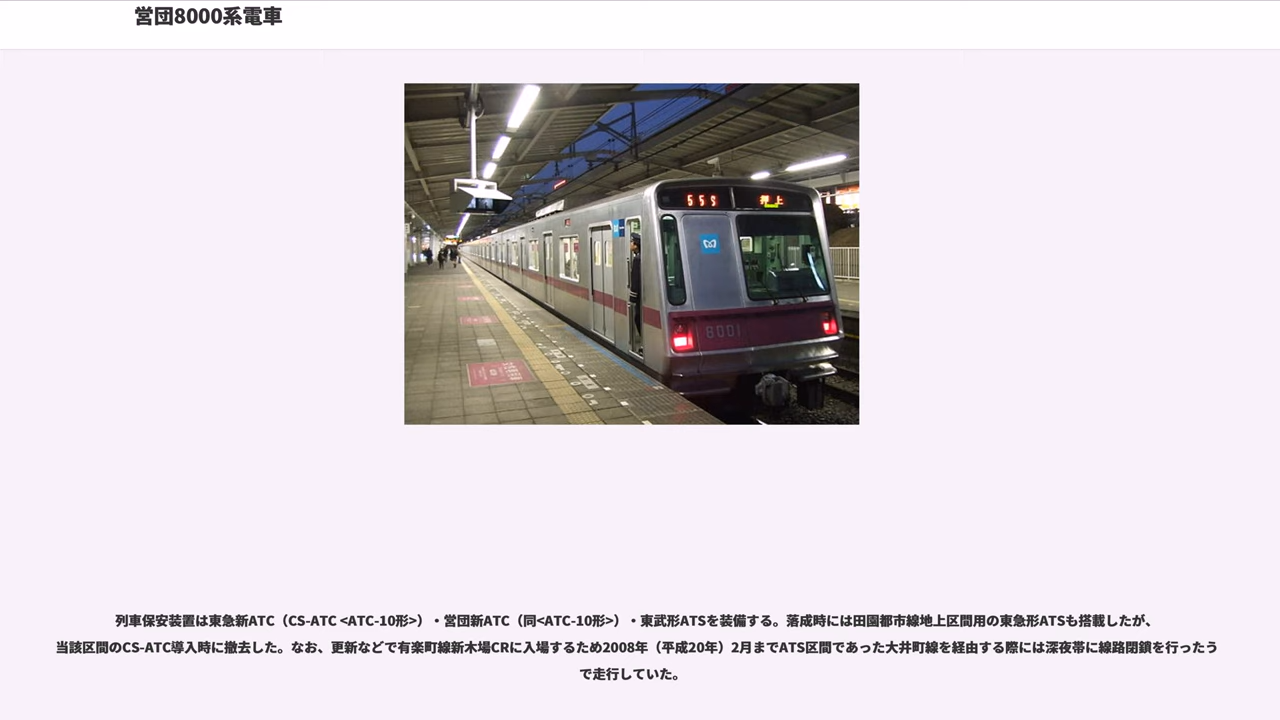 営団8000系電車
55S 押上
8001
列車保安装置は東急新ATC（CS-ATC <ATC-10形>）・営団新ATC（同<ATC-10形>）・東武形ATSを装備する。落成時には田園都市線地上区間用の東急形ATSも搭載したが、
当該区間のCS-ATC導入時に撤去した。なお、更新などで有楽町線新木場CRに入場するため2008年（平成20年）2月までATS区間であった大井町線を経由する際には深夜帯に線路閉鎖を行ったう
で走行していた。